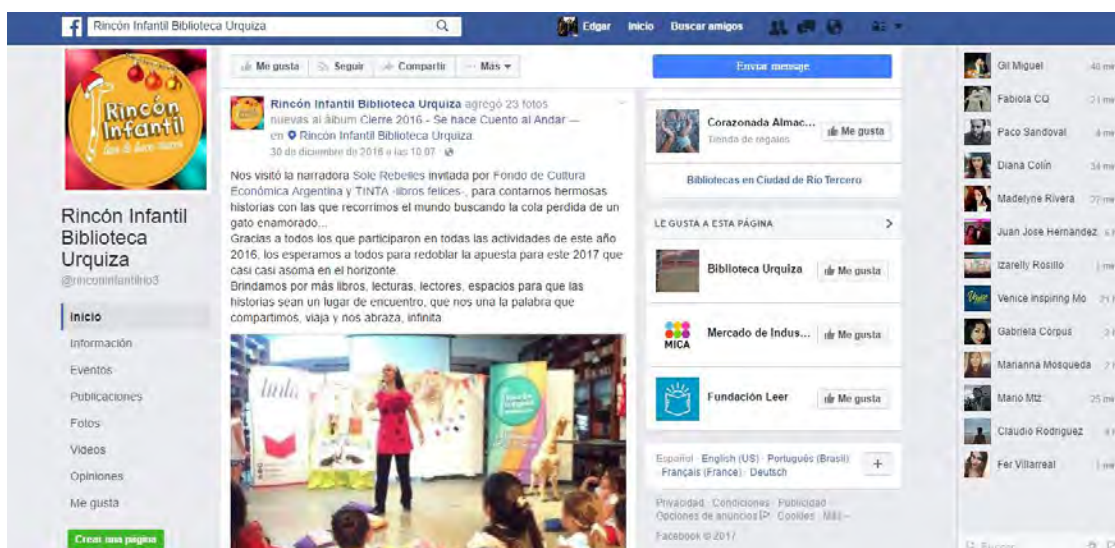 Rincón Infantil Biblioteca Urquiza
Edgar Inicio Buscar amigos
Rincón
Infantil
Rincón Infantil
Biblioteca
Urquiza
@rinconinfantilrio3
Inicio
Información
Eventos
Publicaciones
Fotos
Videos
Opiniones
Me gusta
Crear una página
Me gusta Seguir Compartir Más
Rincón Infantil Biblioteca Urquiza agregó 23 fotos
nuevas al álbum Cierre 2016 - Se hace Cuento al Andar —
en Rincón Infantil Biblioteca Urquiza.
30 de diciembre de 2016 a las 10:07
Nos visitó la narradora Sole Rebelles invitada por Fondo de Cultura
Económica Argentina y TINTA -libros felices-, para contarnos hermosas
historias con las que recorrimos el mundo buscando la cola perdida de un
gato enamorado...
Gracias a todos los que participaron en todas las actividades de este año
2016, los esperamos a todos para redoblar la apuesta para este 2017 que
casi casi asoma en el horizonte.
Brindamos por más libros, lecturas, lectores, espacios para que las
historias sean un lugar de encuentro, que nos una la palabra que
compartimos, viaja y nos abraza, infinita.
tinta
Enviar mensaje
Corazonada Almac... Me gusta
Tienda de regalos
Bibliotecas en Ciudad de Río Tercero
LE GUSTA A ESTA PÁGINA
Biblioteca Urquiza Me gusta
MICA
Mercado de Indus... Me gusta
Fundación Leer Me gusta
Español · English (US) · Português (Brasil) ·
Français (France) · Deutsch
Privacidad · Condiciones · Publicidad ·
Opciones de anuncios · Cookies · Más
Facebook © 2017
Gil Miguel
Fabiola CQ
Paco Sandoval
Diana Colín
Madelyne Rivera
Juan Jose Hernandez
Izarelly Rosillo
Venice Inspiring Mo
Gabriela Córpus
Marianna Mosqueda
Mario Mtz 25
Claudio Rodriguez
Fer Villarreal